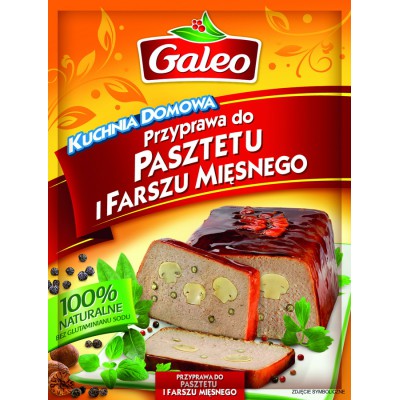 Galeo
KUCHNIA DOMOWA
Przyprawa do
PASZTETU
I FARSZU MIĘSNEGO
100%
NATURALNE
BEZ GLUTAMINIANU SODU
PRZYPRAWA DO
PASZTETU
I FARSZU MIĘSNEGO
ZDJĘCIE SYMBOLICZNE